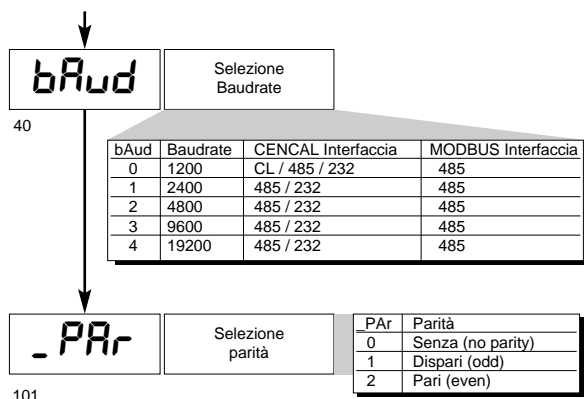 bAud
Selezione
Baudrate
40
bAud Baudrate CENCAL Interfaccia MODBUS Interfaccia
0 1200 CL / 485 / 232 485
1 2400 485 / 232 485
2 4800 485 / 232 485
3 9600 485 / 232 485
4 19200 485 / 232 485
_PAr
Selezione
parità
_PAr Parità
0 Senza (no parity)
1 Dispari (odd)
2 Pari (even)
101